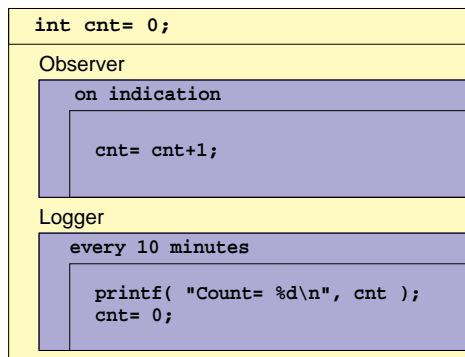 int cnt= 0;
Observer
on indication
cnt= cnt+1;
Logger
every 10 minutes
printf( "Count= %d\n", cnt );
cnt= 0;